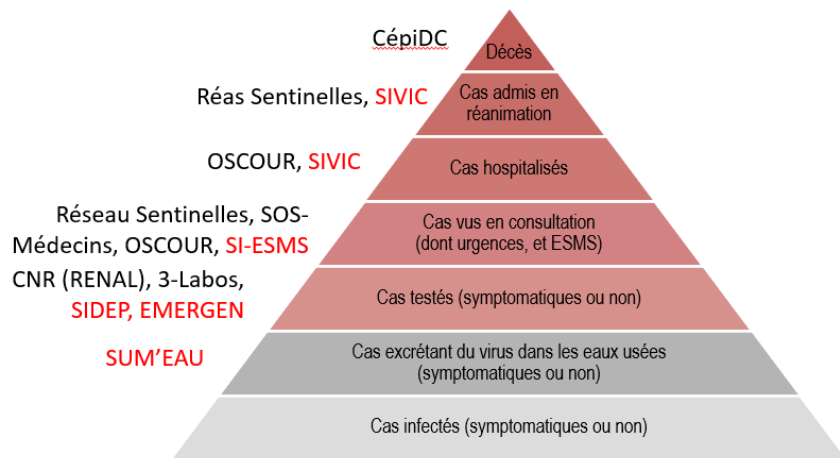 CépiDC
Décès
Réas Sentinelles, SIVIC
Cas admis en
réanimation
OSCOUR, SIVIC
Cas hospitalisés
Réseau Sentinelles, SOS-
Médecins, OSCOUR, SI-ESMS
Cas vus en consultation
(dont urgences, et ESMS)
CNR (RENAL), 3-Labos,
SIDEP, EMERGEN
Cas testés (symptomatiques ou non)
SUM'EAU
Cas excrétant du virus dans les eaux usées
(symptomatiques ou non)
Cas infectés (symptomatiques ou non)